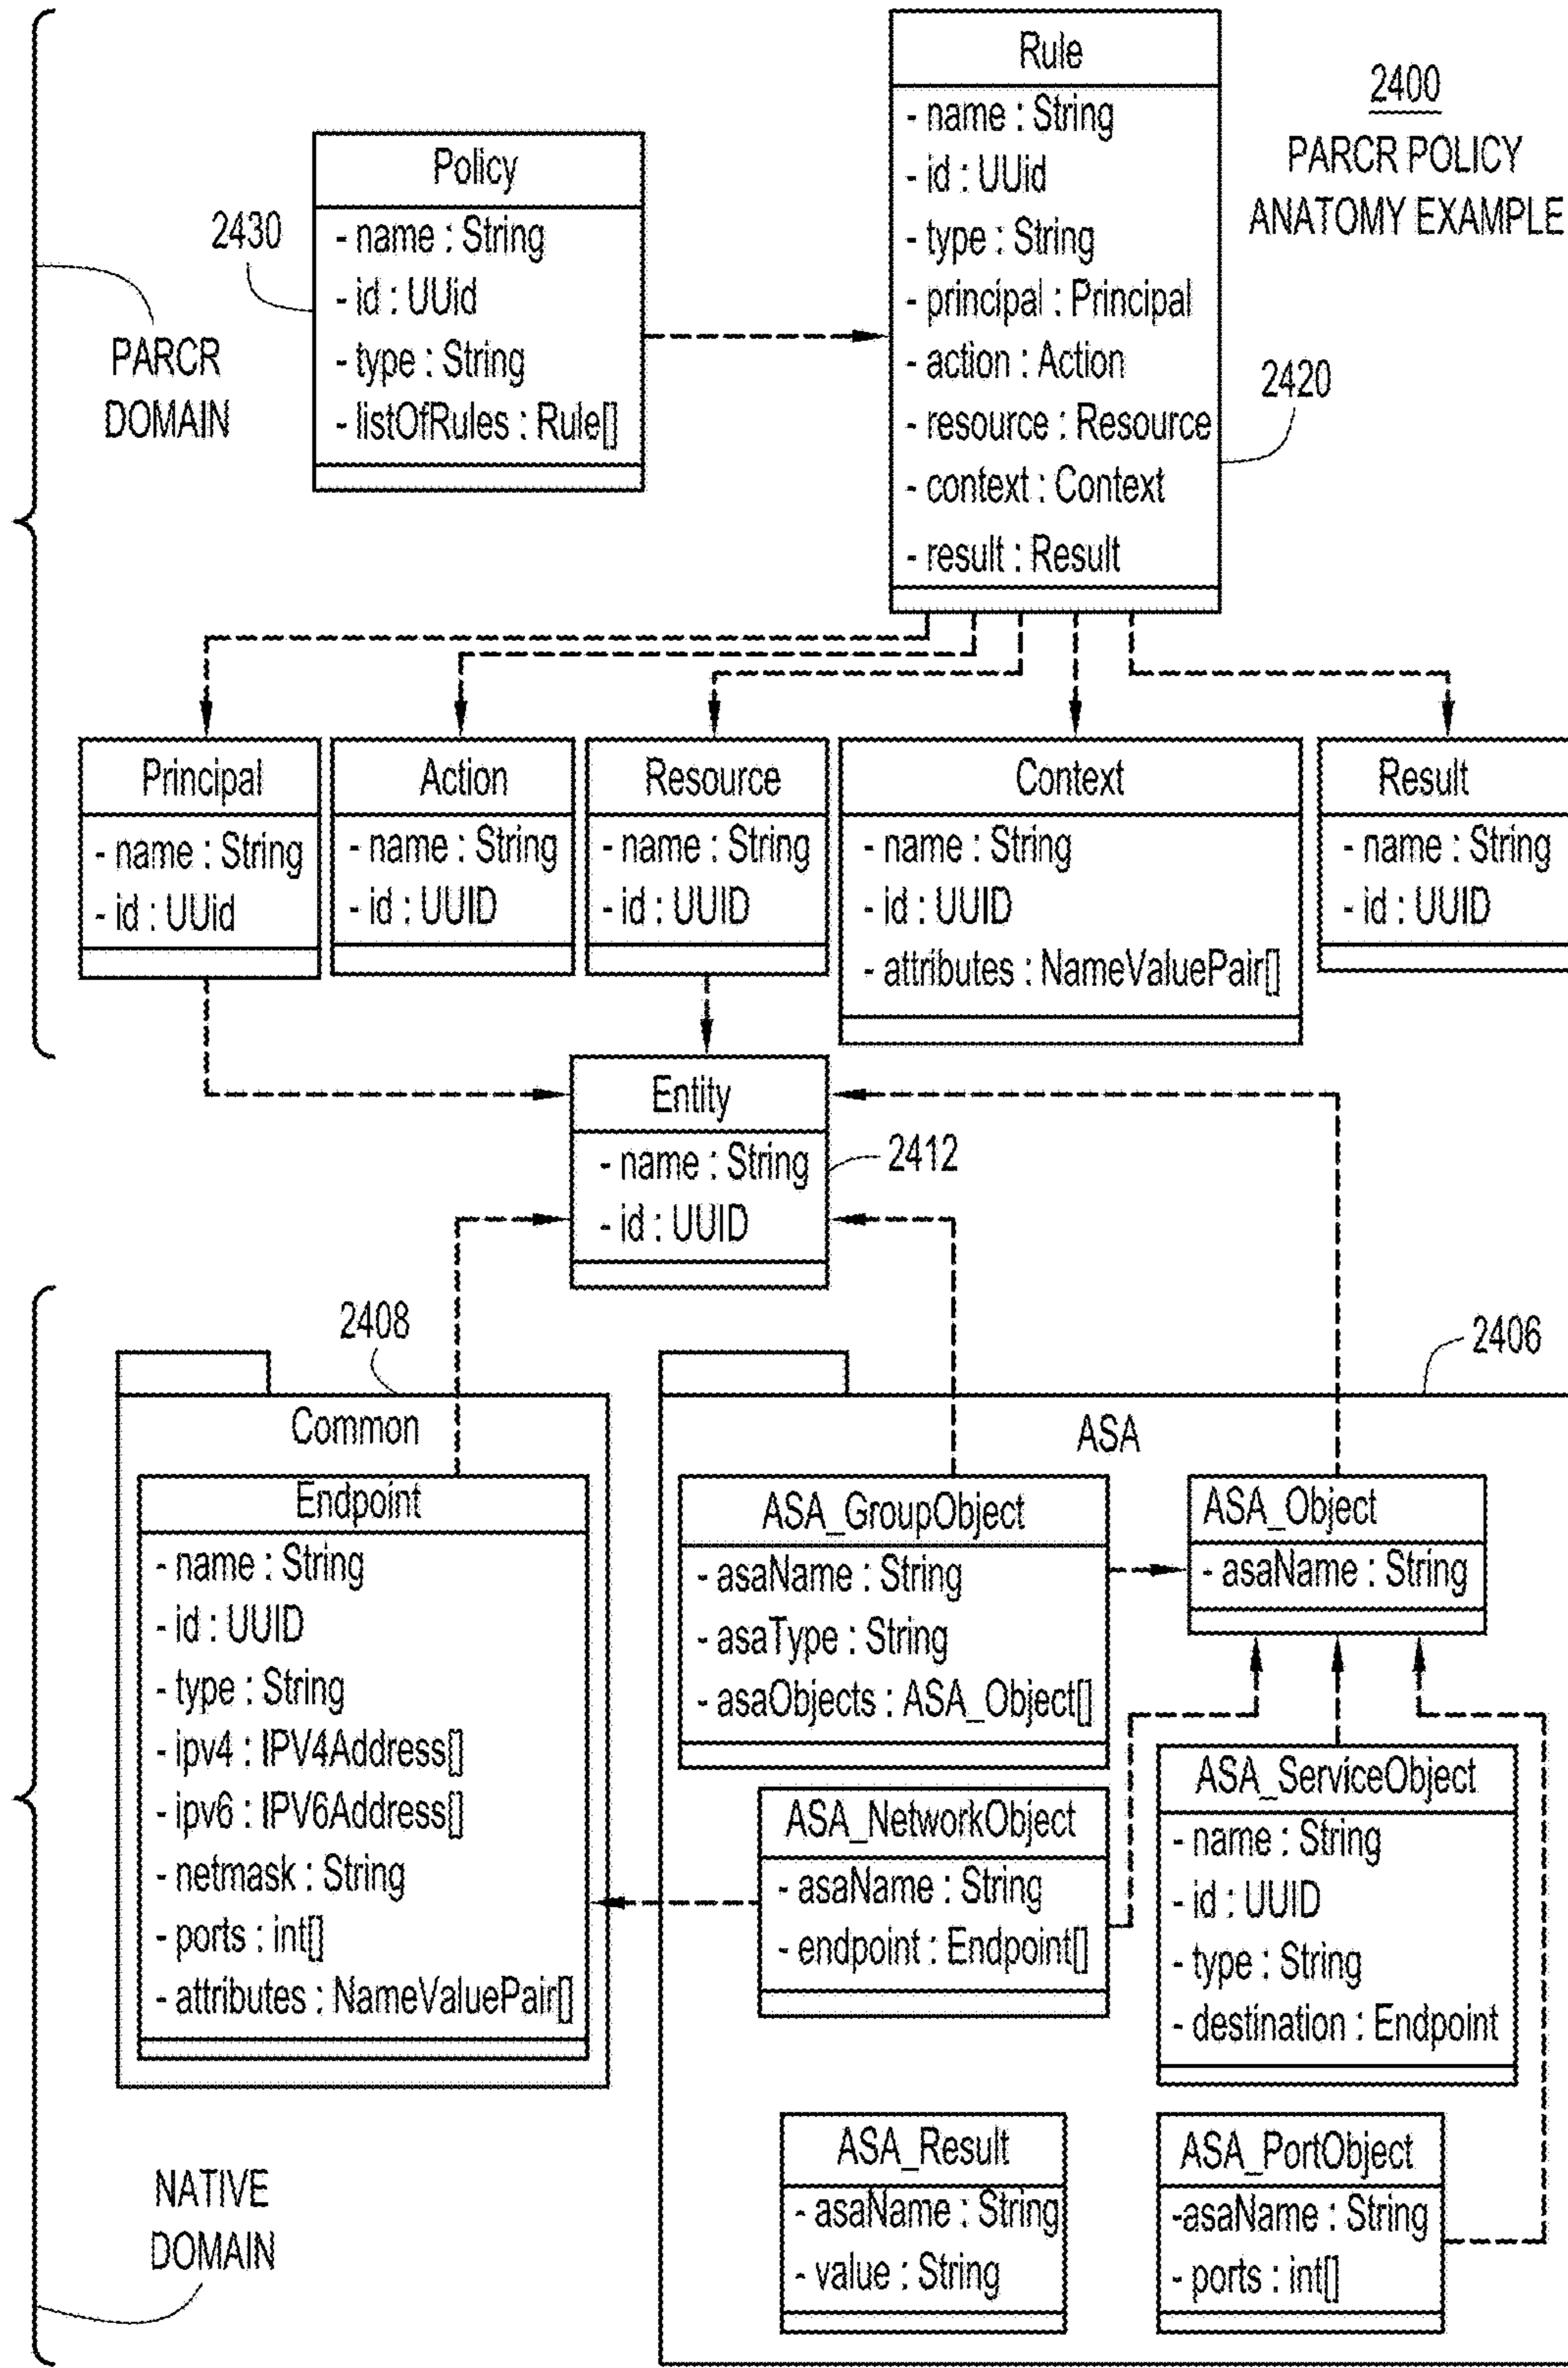 2400
PARCR POLICY
ANATOMY EXAMPLE
PARCR
DOMAIN
2430
Policy
- name : String
- id : UUid
- type : String
- listOfRules : Rule[]
Rule
- name : String
- id : UUid
- type : String
- principal : Principal
- action : Action
- resource : Resource
- context : Context
- result : Result
2420
Principal
- name : String
- id : UUid
Action
- name : String
- id : UUID
Resource
- name : String
- id : UUID
Context
- name : String
- id : UUID
- attributes : NameValuePair[]
Result
- name : String
- id : UUID
Entity
- name : String
- id : UUID
2412
2408
Common
Endpoint
- name : String
- id : UUID
- type : String
- ipv4 : IPV4Address[]
- ipv6 : IPV6Address[]
- netmask : String
- ports : int[]
- attributes : NameValuePair[]
2406
ASA
ASA_GroupObject
- asaName : String
- asaType : String
- asaObjects : ASA_Object[]
ASA_Object
- asaName : String
ASA_NetworkObject
- asaName : String
- endpoint : Endpoint[]
ASA_ServiceObject
- name : String
- id : UUID
- type : String
- destination : Endpoint
ASA_Result
- asaName : String
- value : String
ASA_PortObject
-asaName : String
- ports : int[]
NATIVE
DOMAIN